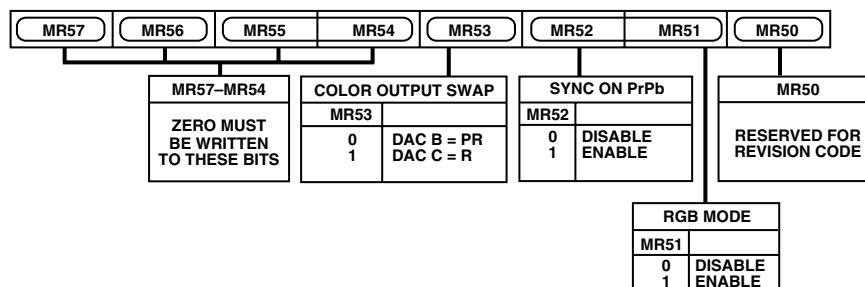 MR57 MR56 MR55 MR54 MR53 MR52 MR51 MR50
MR57–MR54
ZERO MUST
BE WRITTEN
TO THESE BITS
COLOR OUTPUT SWAP
MR53
0 DAC B = PR
1 DAC C = R
SYNC ON PrPb
MR52
0 DISABLE
1 ENABLE
MR50
RESERVED FOR
REVISION CODE
RGB MODE
MR51
0 DISABLE
1 ENABLE